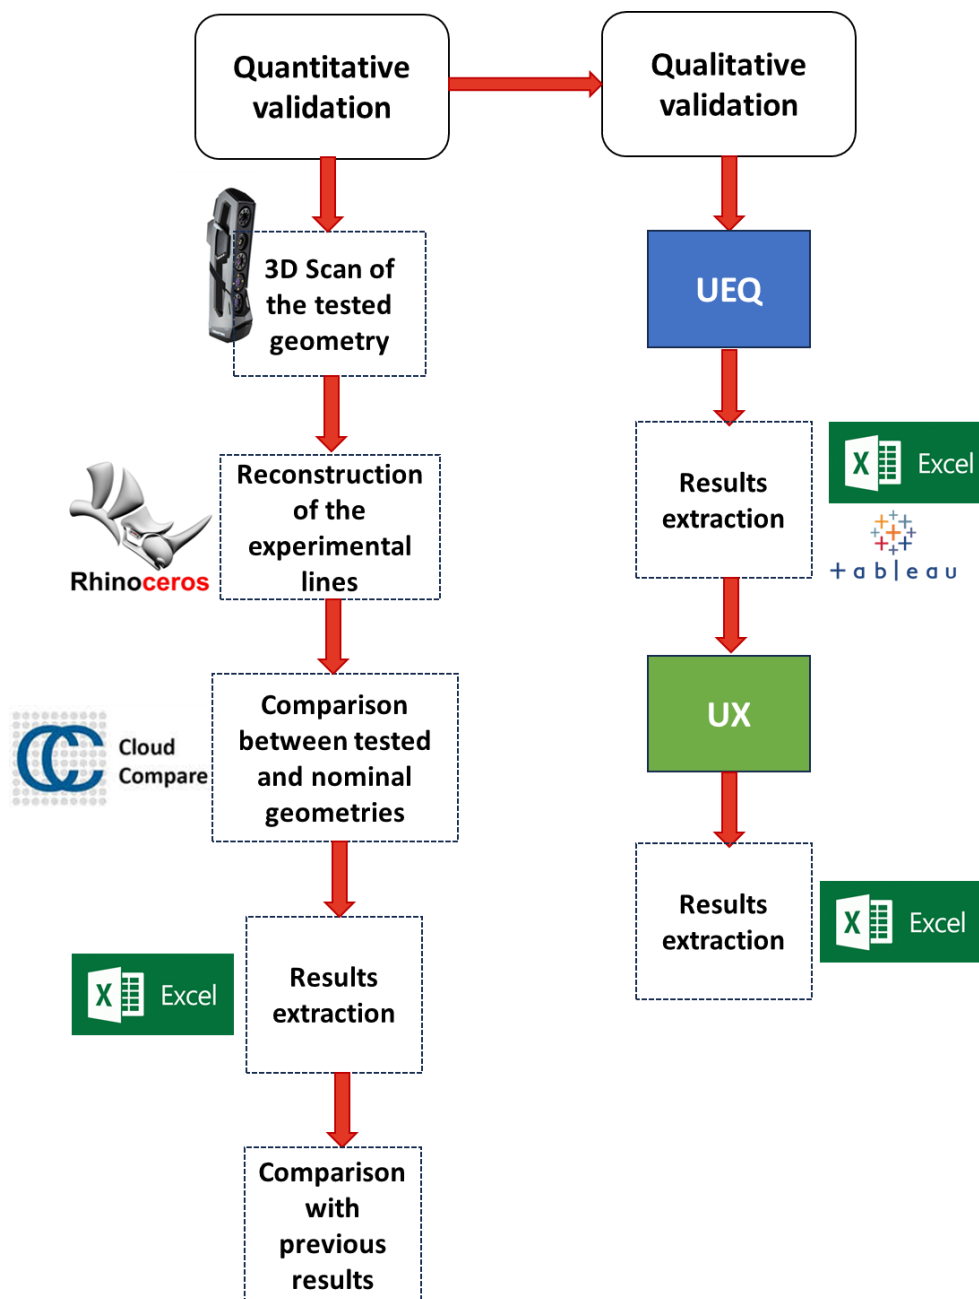 Quantitative
validation
Qualitative
validation
3D Scan of
the tested
geometry
UEQ
Reconstruction
of the
experimental
lines
Rhinoceros
Results
extraction
X Excel
+ableau
Comparison
between tested
and nominal
geometries
CC Cloud
Compare
UX
Results
extraction
X Excel
Results
extraction
X Excel
Comparison
with
previous
results